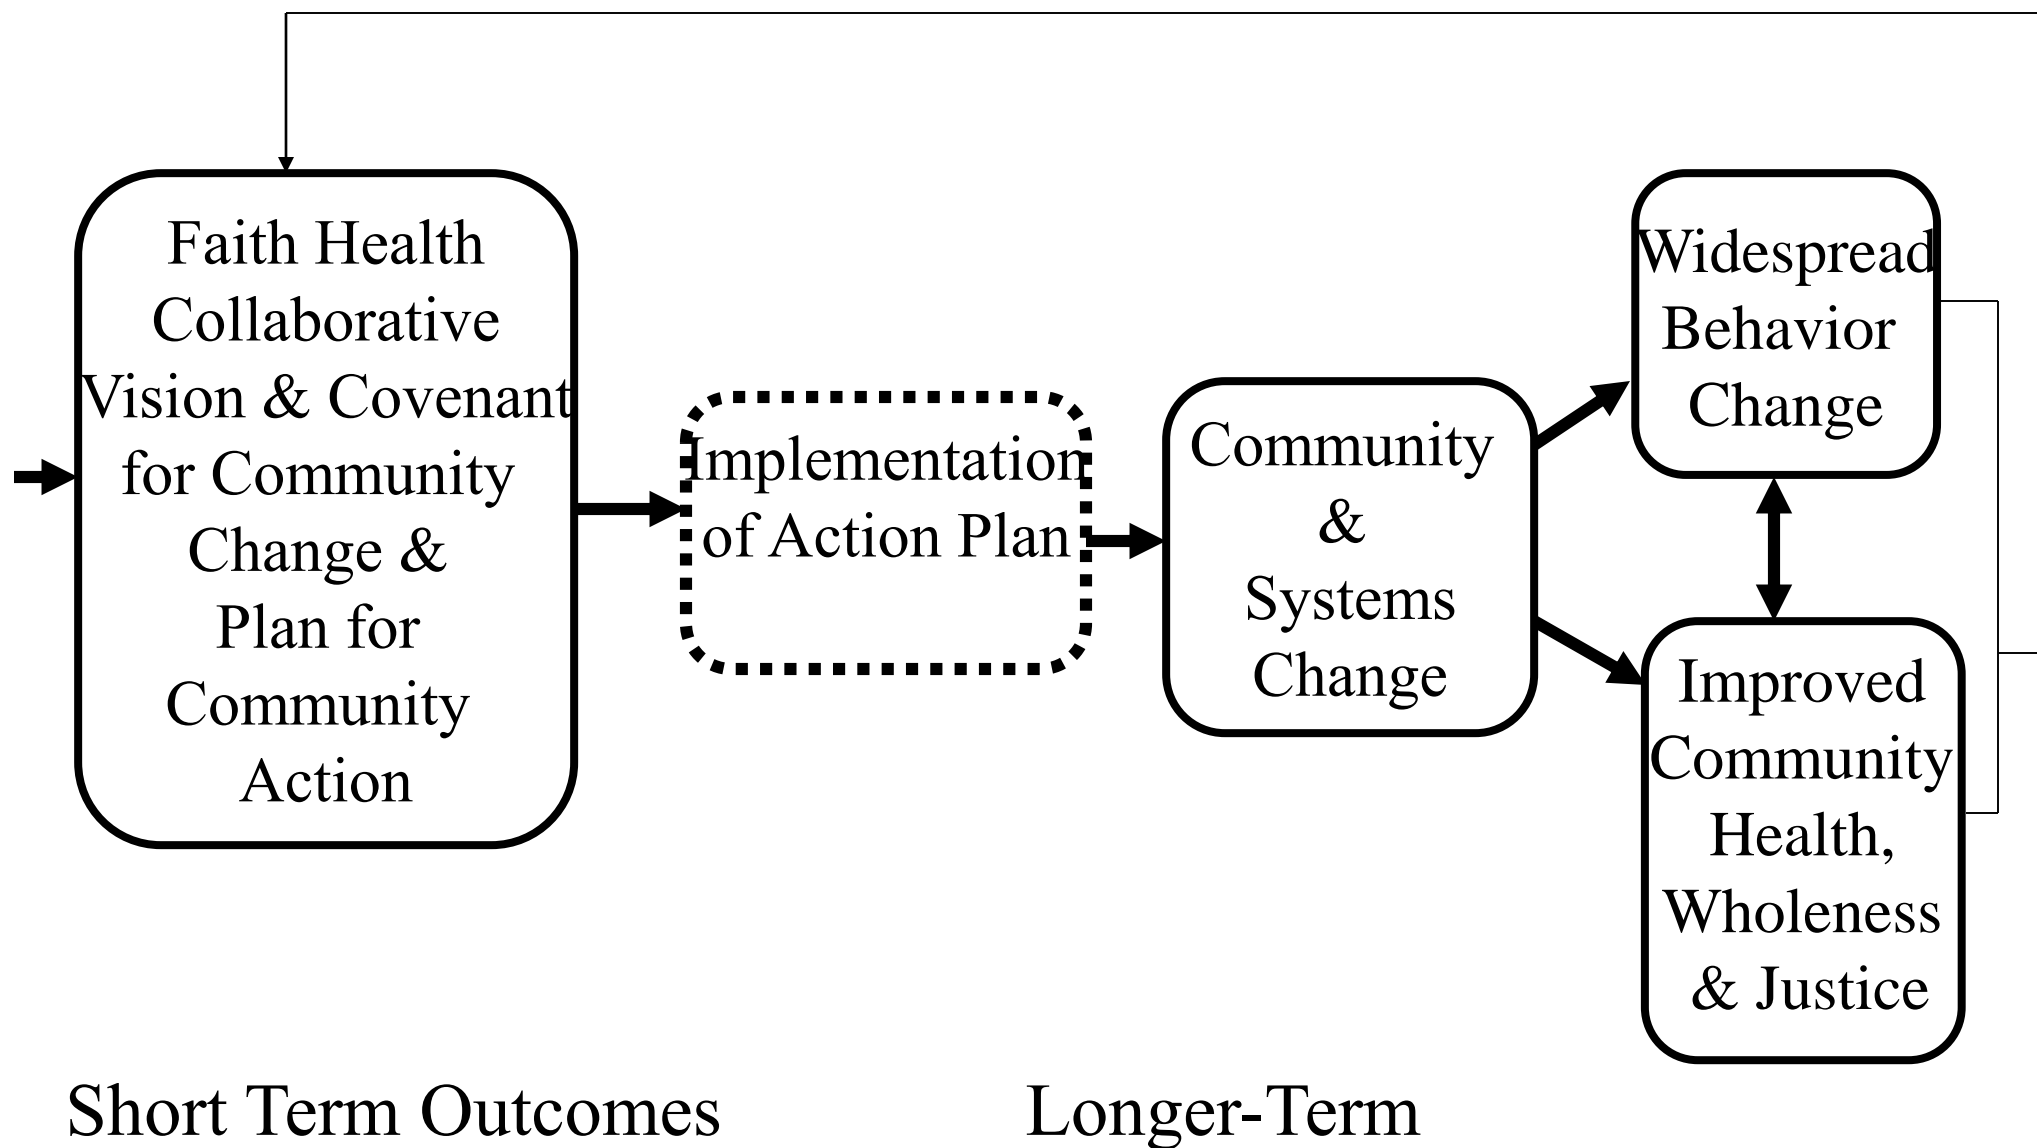 Faith Health
Collaborative
Vision & Covenant
for Community
Change &
Plan for
Community
Action
Implementation
of Action Plan
Community
&
Systems
Change
Widespread
Behavior
Change
Improved
Community
Health,
Wholeness
& Justice
Short Term Outcomes
Longer-Term